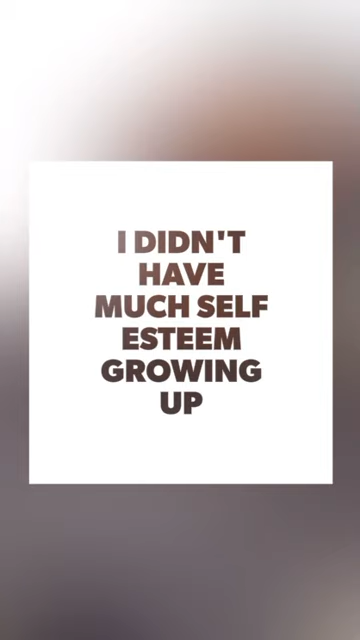 I DIDN'T
HAVE
MUCH SELF
ESTEEM
GROWING
UP